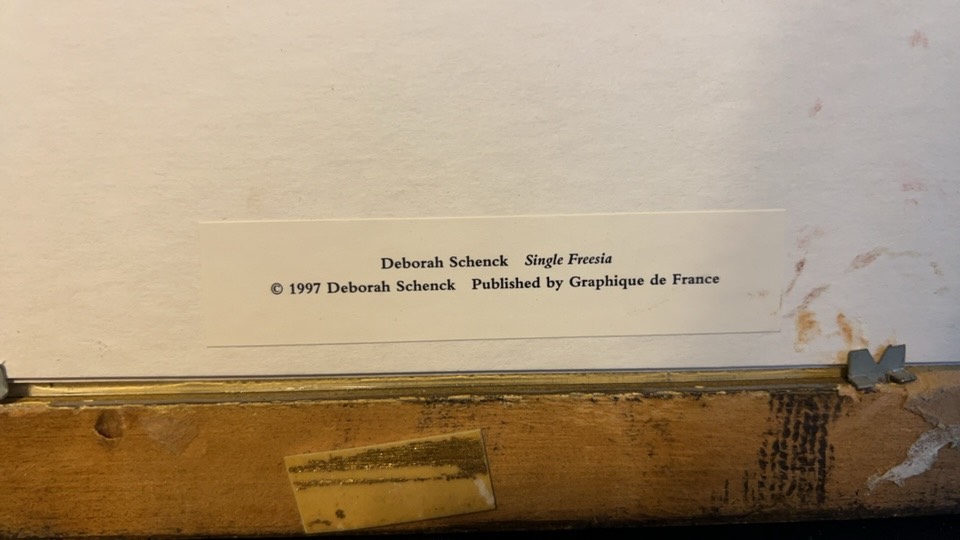 Deborah Schenck Single Freesia
© 1997 Deborah Schenck Published by Graphique de France